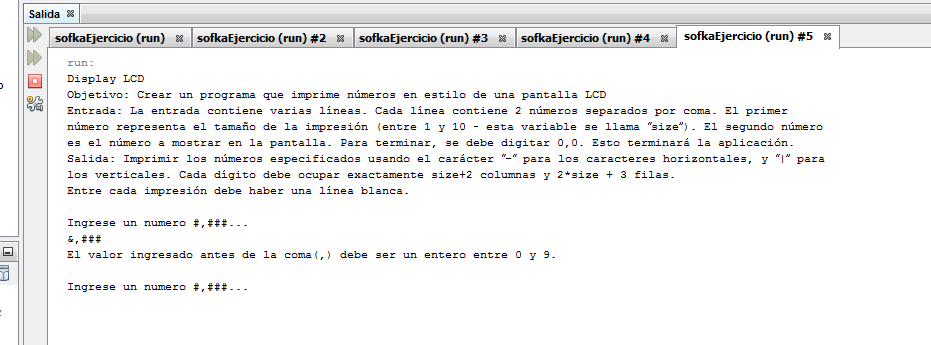 Salida
sofkaEjercicio (run) sofkaEjercicio (run) #2 sofkaEjercicio (run) #3 sofkaEjercicio (run) #4 sofkaEjercicio (run) #5
run:
Display LCD
Objetivo: Crear un programa que imprime números en estilo de una pantalla LCD
Entrada: La entrada contiene varias líneas. Cada línea contiene 2 números separados por coma. El primer
número representa el tamaño de la impresión (entre 1 y 10 - esta variable se llama “size”). El segundo número
es el número a mostrar en la pantalla. Para terminar, se debe digitar 0,0. Esto terminará la aplicación.
Salida: Imprimir los números especificados usando el carácter “-” para los caracteres horizontales, y “|” para
los verticales. Cada dígito debe ocupar exactamente size+2 columnas y 2*size + 3 filas.
Entre cada impresión debe haber una línea blanca.
Ingrese un numero #,###...
&,###
El valor ingresado antes de la coma(,) debe ser un entero entre 0 y 9.
Ingrese un numero #,###...